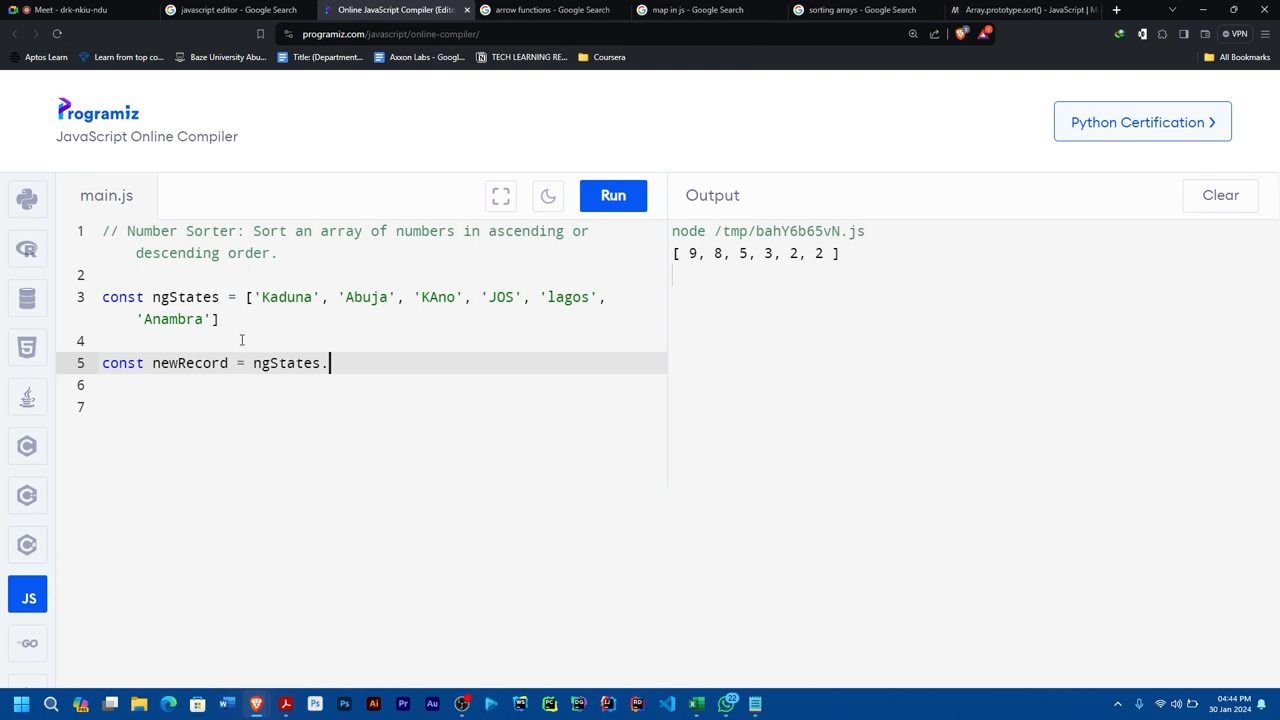 Meet - drk-nkiu-ndu
javascript editor - Google Search
Online JavaScript Compiler (Edito
arrow functions - Google Search
map in js - Google Search
sorting arrays - Google Search
Array.prototype.sort() - JavaScript | M
programiz.com/javascript/online-compiler/
VPN
Aptos Learn
Learn from top co...
Baze University Abu...
Title: (Department...
Axxon Labs - Googl...
TECH LEARNING RE...
Coursera
All Bookmarks
Programiz
JavaScript Online Compiler
Python Certification >
main.js
Run
Output
Clear
1 // Number Sorter: Sort an array of numbers in ascending or
descending order.
2
3 const ngStates = ['Kaduna', 'Abuja', 'KAno', 'JOS', 'lagos',
'Anambra']
4
5 const newRecord = ngStates.
6
7
node /tmp/bahY6b65vN.js
[ 9, 8, 5, 3, 2, 2 ]
JS
GO
22
04:44 PM
30 Jan 2024